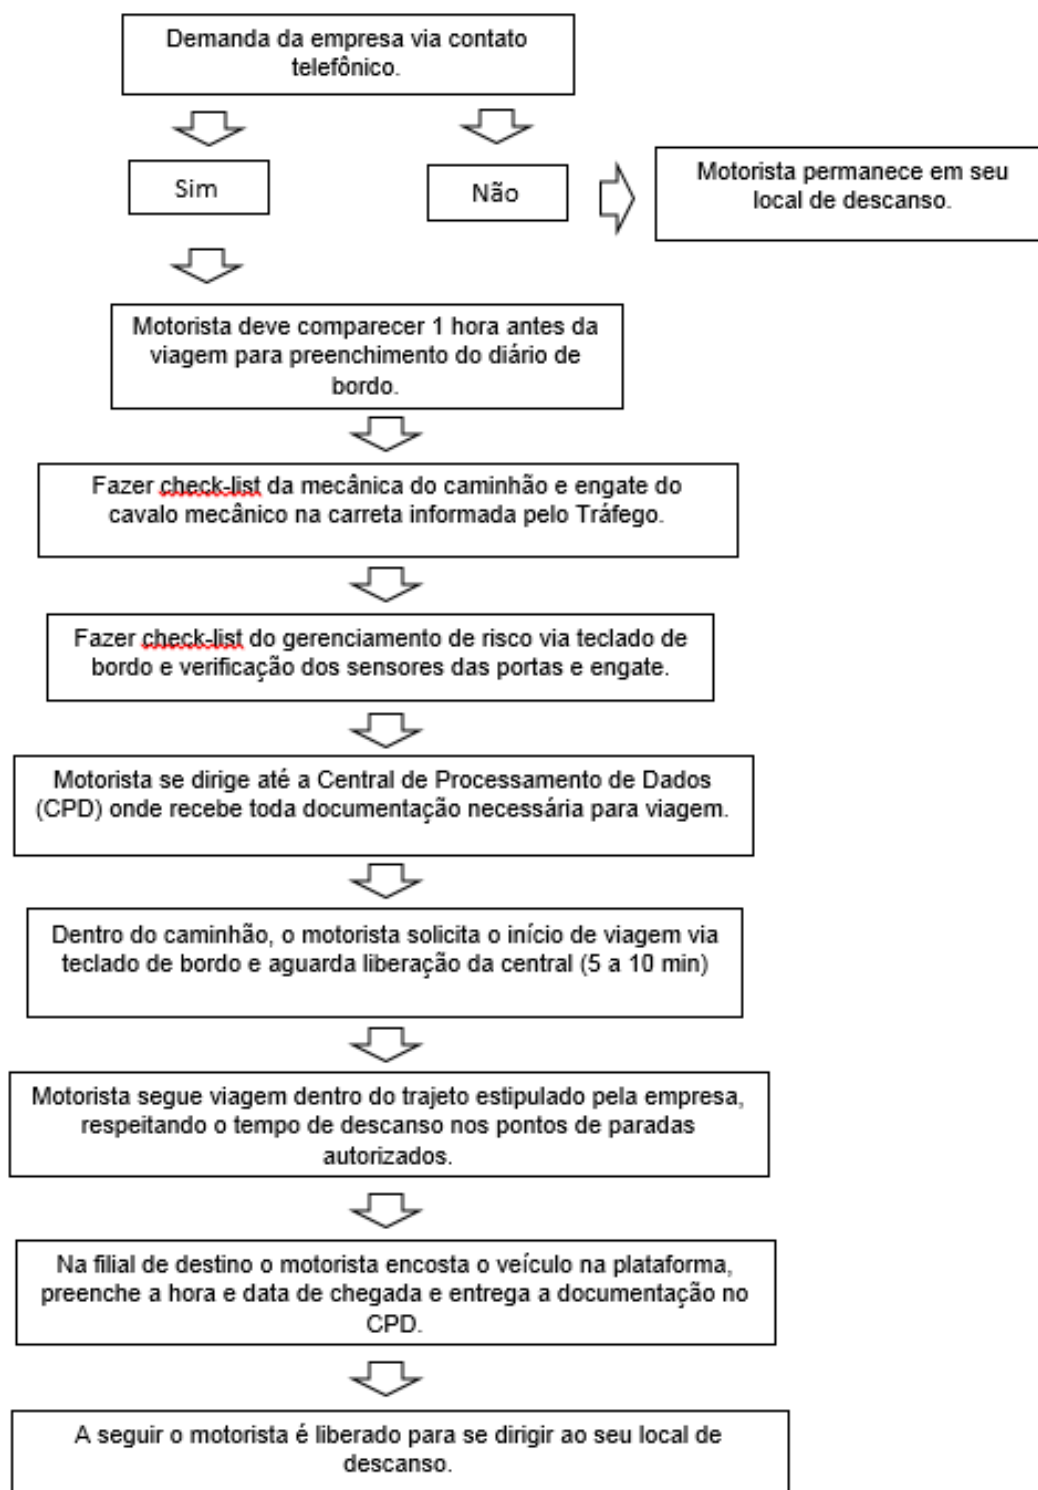 Demanda da empresa via contato
telefônico.
Sim
Não
Motorista permanece em seu
local de descanso.
Motorista deve comparecer 1 hora antes da
viagem para preenchimento do diário de
bordo.
Fazer check-list da mecânica do caminhão e engate do
cavalo mecânico na carreta informada pelo Tráfego.
Fazer check-list do gerenciamento de risco via teclado de
bordo e verificação dos sensores das portas e engate.
Motorista se dirige até a Central de Processamento de Dados
(CPD) onde recebe toda documentação necessária para viagem.
Dentro do caminhão, o motorista solicita o início de viagem via
teclado de bordo e aguarda liberação da central (5 a 10 min)
Motorista segue viagem dentro do trajeto estipulado pela empresa,
respeitando o tempo de descanso nos pontos de paradas
autorizados.
Na filial de destino o motorista encosta o veículo na plataforma,
preenche a hora e data de chegada e entrega a documentação no
CPD.
A seguir o motorista é liberado para se dirigir ao seu local de
descanso.